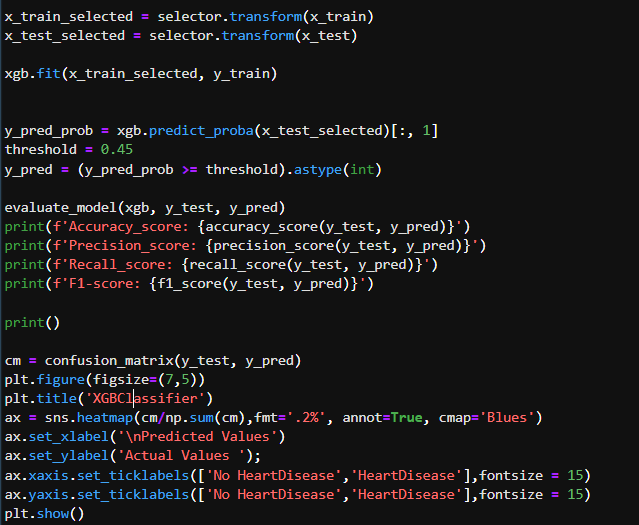 x_train_selected = selector.transform(x_train)
x_test_selected = selector.transform(x_test)
xgb.fit(x_train_selected, y_train)
y_pred_prob = xgb.predict_proba(x_test_selected)[:, 1]
threshold = 0.45
y_pred = (y_pred_prob >= threshold).astype(int)
evaluate_model(xgb, y_test, y_pred)
print(f'Accuracy_score: {accuracy_score(y_test, y_pred)}')
print(f'Precision_score: {precision_score(y_test, y_pred)}')
print(f'Recall_score: {recall_score(y_test, y_pred)}')
print(f'F1-score: {f1_score(y_test, y_pred)}')
print()
cm = confusion_matrix(y_test, y_pred)
plt.figure(figsize=(7,5))
plt.title('XGBClassifier')
ax = sns.heatmap(cm/np.sum(cm),fmt='.2%', annot=True, cmap='Blues')
ax.set_xlabel('\nPredicted Values')
ax.set_ylabel('Actual Values ');
ax.xaxis.set_ticklabels(['No HeartDisease','HeartDisease'],fontsize = 15)
ax.yaxis.set_ticklabels(['No HeartDisease','HeartDisease'],fontsize = 15)
plt.show()